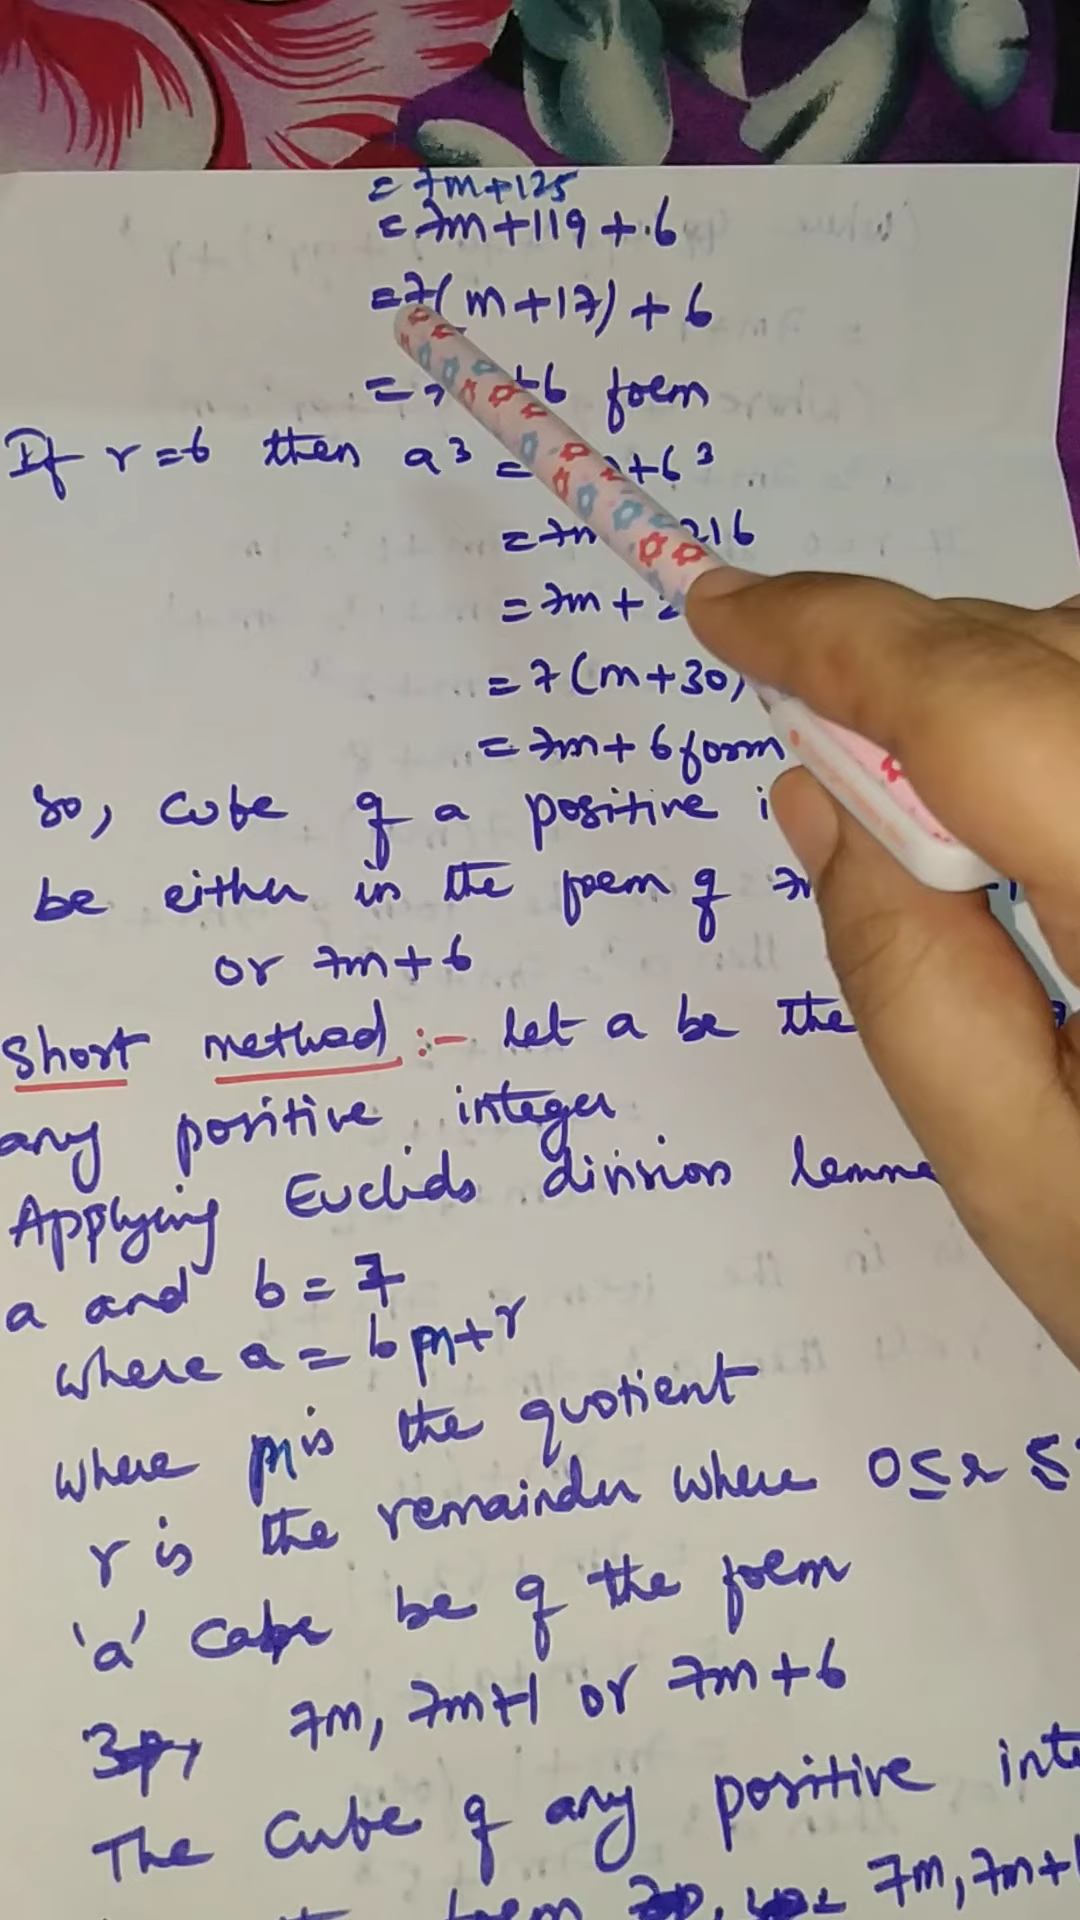 = 7m+125
= 7m+119 + 6
= 7(m+17) + 6
= +6 form
If r=6 then a³ = +6³
= 7m 216
= 7m +
= 7(m+30)
= 7m+ 6 form
So, cube of a positive
be either in the form of
or 7m+6
Short method :- Let a be the
any positive integer
Applying Euclids division lemma
a and b = 7
where a = bm+r
where m is the quotient
r is the remainder where 0≤r≤
'a' be of the form
7m, 7m+1 or 7m+6
The cube of any positive
form 7m, 7m+1